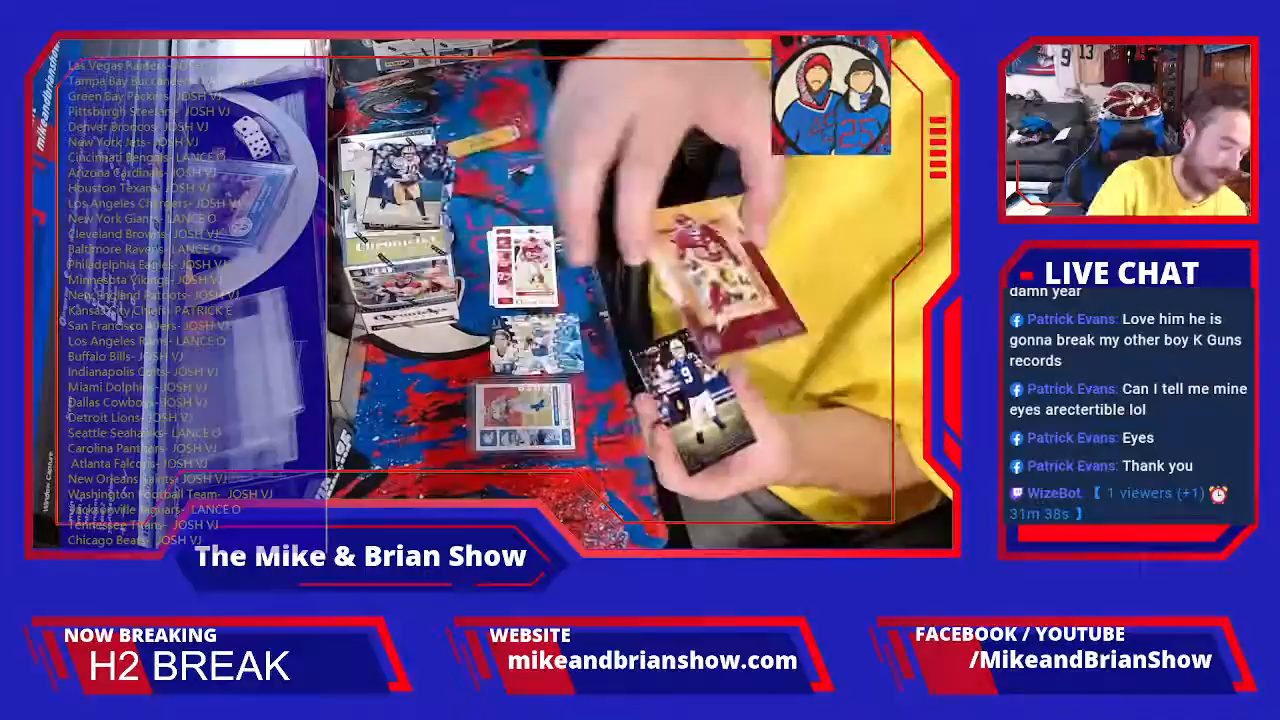 Las Vegas Raiders- JOSH VJ
Tampa Bay Buccaneers-
Green Bay Packers- JOSH VJ
Pittsburgh Steelers- JOSH VJ
Denver Broncos- JOSH VJ
New York Jets- JOSH VJ
Cincinnati Bengals- LANCE O
Arizona Cardinals- JOSH VJ
Houston Texans- JOSH VJ
Los Angeles Chargers- JOSH VJ
New York Giants- LANCE O
Cleveland Browns- JOSH VJ
Baltimore Ravens- LANCE O
Philadelphia Eagles- JOSH VJ
Minnesota Vikings- JOSH VJ
New England Patriots- JOSH VJ
Kansas City Chiefs- PATRICK E
San Francisco 49ers- JOSH VJ
Los Angeles Rams- LANCE O
Buffalo Bills- JOSH VJ
Indianapolis Colts- JOSH VJ
Miami Dolphins- JOSH VJ
Dallas Cowboys- JOSH VJ
Detroit Lions- JOSH VJ
Seattle Seahawks- LANCE O
Carolina Panthers- JOSH VJ
Atlanta Falcons- JOSH VJ
New Orleans Saints- JOSH VJ
Washington Football Team- JOSH VJ
Jacksonville Jaguars- LANCE O
Tennessee Titans- JOSH VJ
Chicago Bears- JOSH VJ
mikeandbrianshow
Window Capture
Chronicles
9
45 25
9 13
LIVE CHAT
damn year
Patrick Evans: Love him he is
gonna break my other boy K Guns
records
Patrick Evans: Can I tell me mine
eyes arectertible lol
Patrick Evans: Eyes
Patrick Evans: Thank you
WizeBot 【 1 viewers (+1) ⏰
31m 38s 】
The Mike & Brian Show
NOW BREAKING
H2 BREAK
WEBSITE
mikeandbrianshow.com
FACEBOOK / YOUTUBE
/MikeandBrianShow